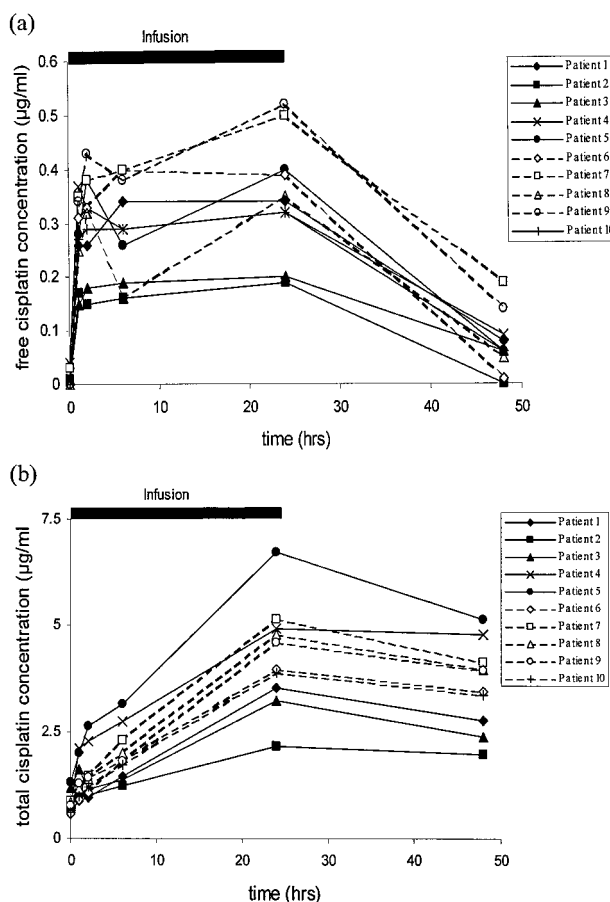 (a)
Infusion
0.6
0.5
0.4
0.3
0.2
0.1
0
free cisplatin concentration (µg/ml)
0 10 20 30 40 50
time (hrs)
Patient 1
Patient 2
Patient 3
Patient 4
Patient 5
Patient 6
Patient 7
Patient 8
Patient 9
Patient 10
(b)
Infusion
7.5
5
2.5
0
total cisplatin concentration (µg/ml)
0 10 20 30 40 50
time (hrs)
Patient 1
Patient 2
Patient 3
Patient 4
Patient 5
Patient 6
Patient 7
Patient 8
Patient 9
Patient 10